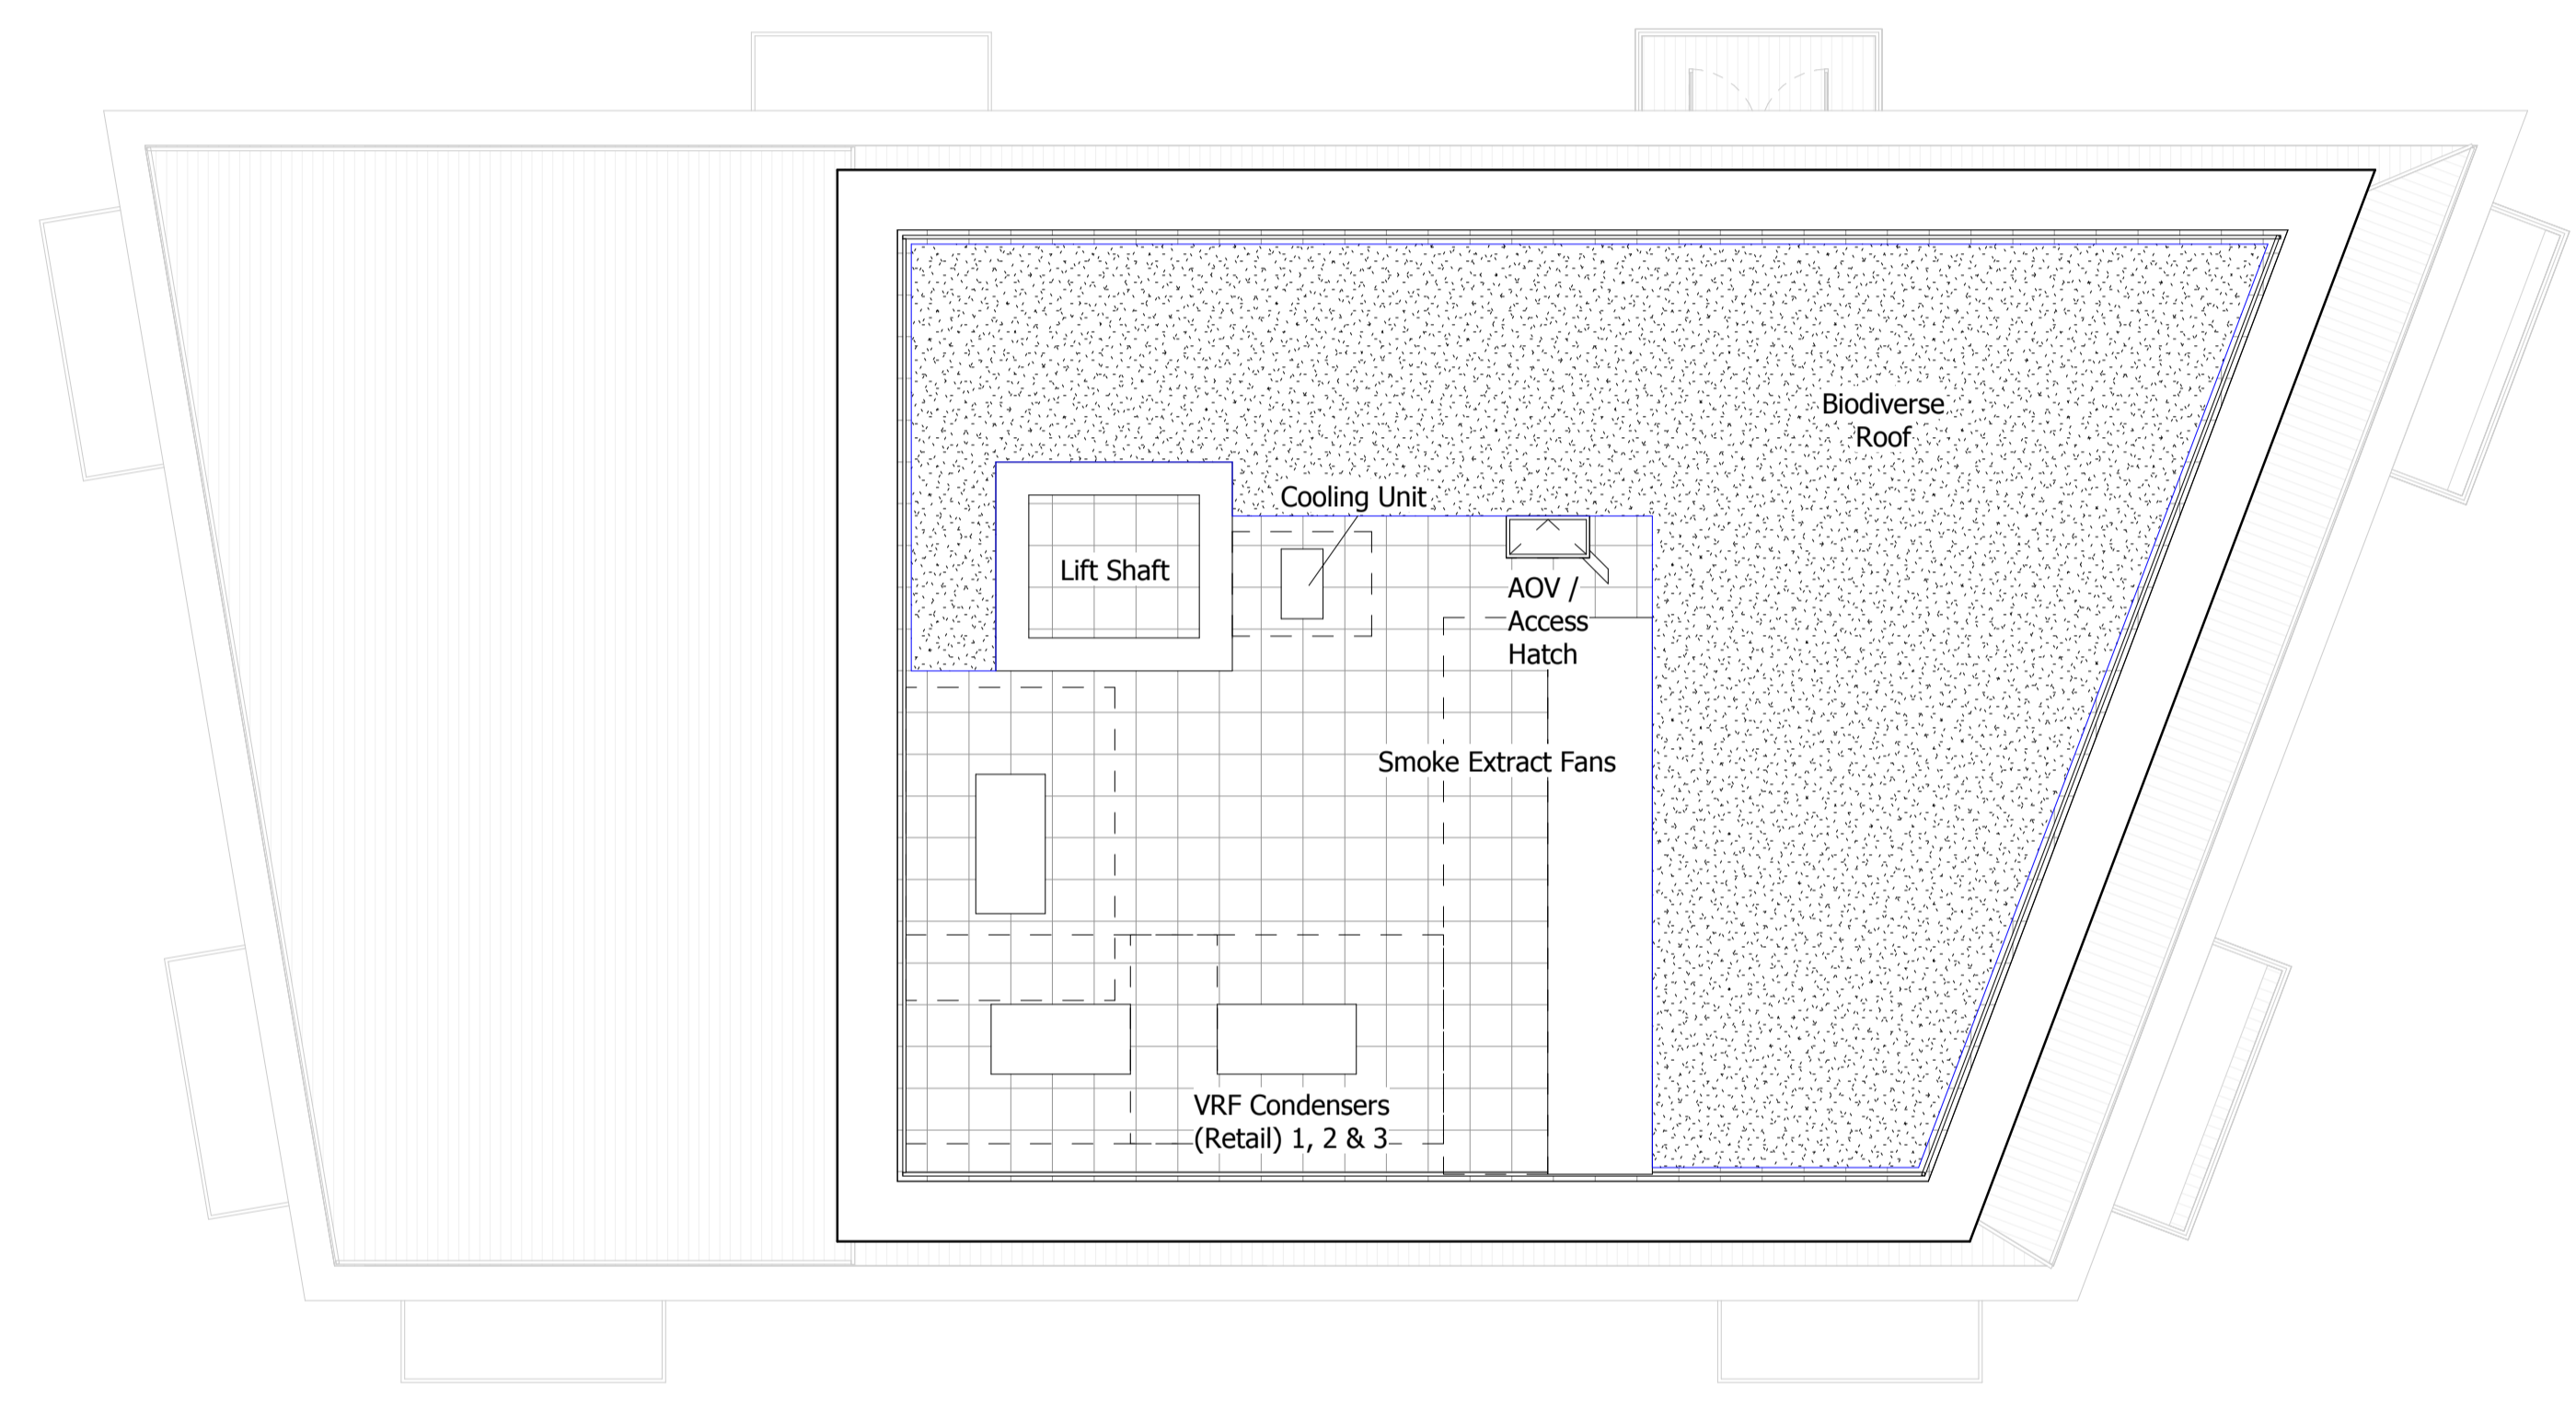 Biodiverse
Roof
Cooling Unit
Lift Shaft
AOV /
Access
Hatch
Smoke Extract Fans
VRF Condensers
(Retail) 1, 2 & 3